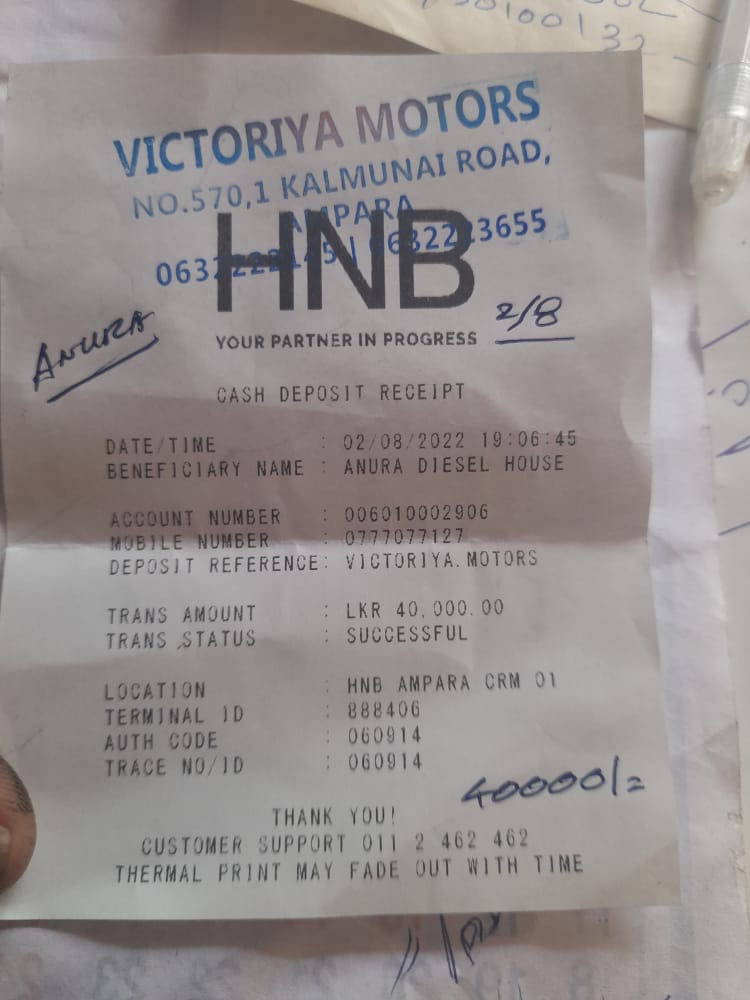 VICTORIYA MOTORS
NO.570,1 KALMUNAI ROAD,
AMPARA
0632223655
HNB
YOUR PARTNER IN PROGRESS
2/8
ANURA
CASH DEPOSIT RECEIPT
DATE/TIME : 02/08/2022 19:06:45
BENEFICIARY NAME : ANURA DIESEL HOUSE
ACCOUNT NUMBER : 006010002906
MOBILE NUMBER : 0777077127
DEPOSIT REFERENCE: VICTORIYA.MOTORS
TRANS AMOUNT : LKR 40,000.00
TRANS STATUS : SUCCESSFUL
LOCATION : HNB AMPARA CRM 01
TERMINAL ID : 888406
AUTH CODE : 060914
TRACE NO/ID : 060914
40000/=
THANK YOU!
CUSTOMER SUPPORT 011 2 462 462
THERMAL PRINT MAY FADE OUT WITH TIME